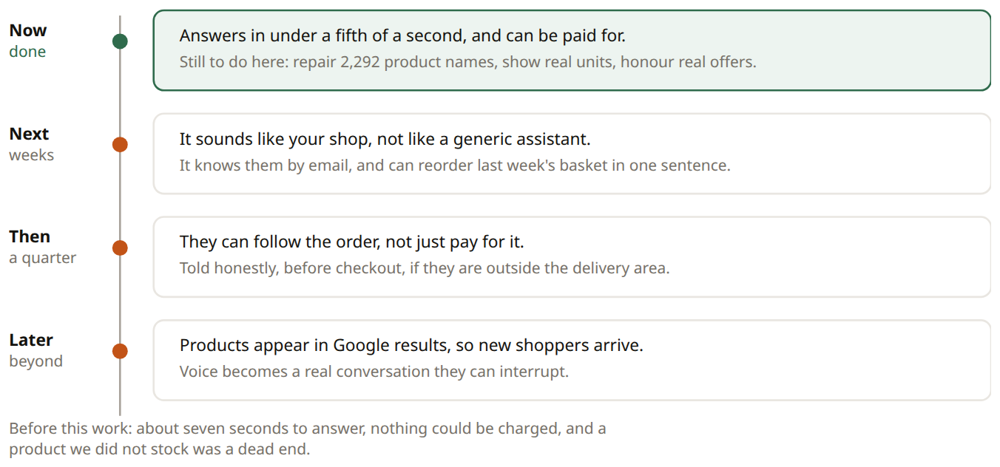 Now
done
Answers in under a fifth of a second, and can be paid for.
Still to do here: repair 2,292 product names, show real units, honour real offers.
Next
weeks
It sounds like your shop, not like a generic assistant.
It knows them by email, and can reorder last week's basket in one sentence.
Then
a quarter
They can follow the order, not just pay for it.
Told honestly, before checkout, if they are outside the delivery area.
Later
beyond
Products appear in Google results, so new shoppers arrive.
Voice becomes a real conversation they can interrupt.
Before this work: about seven seconds to answer, nothing could be charged, and a
product we did not stock was a dead end.